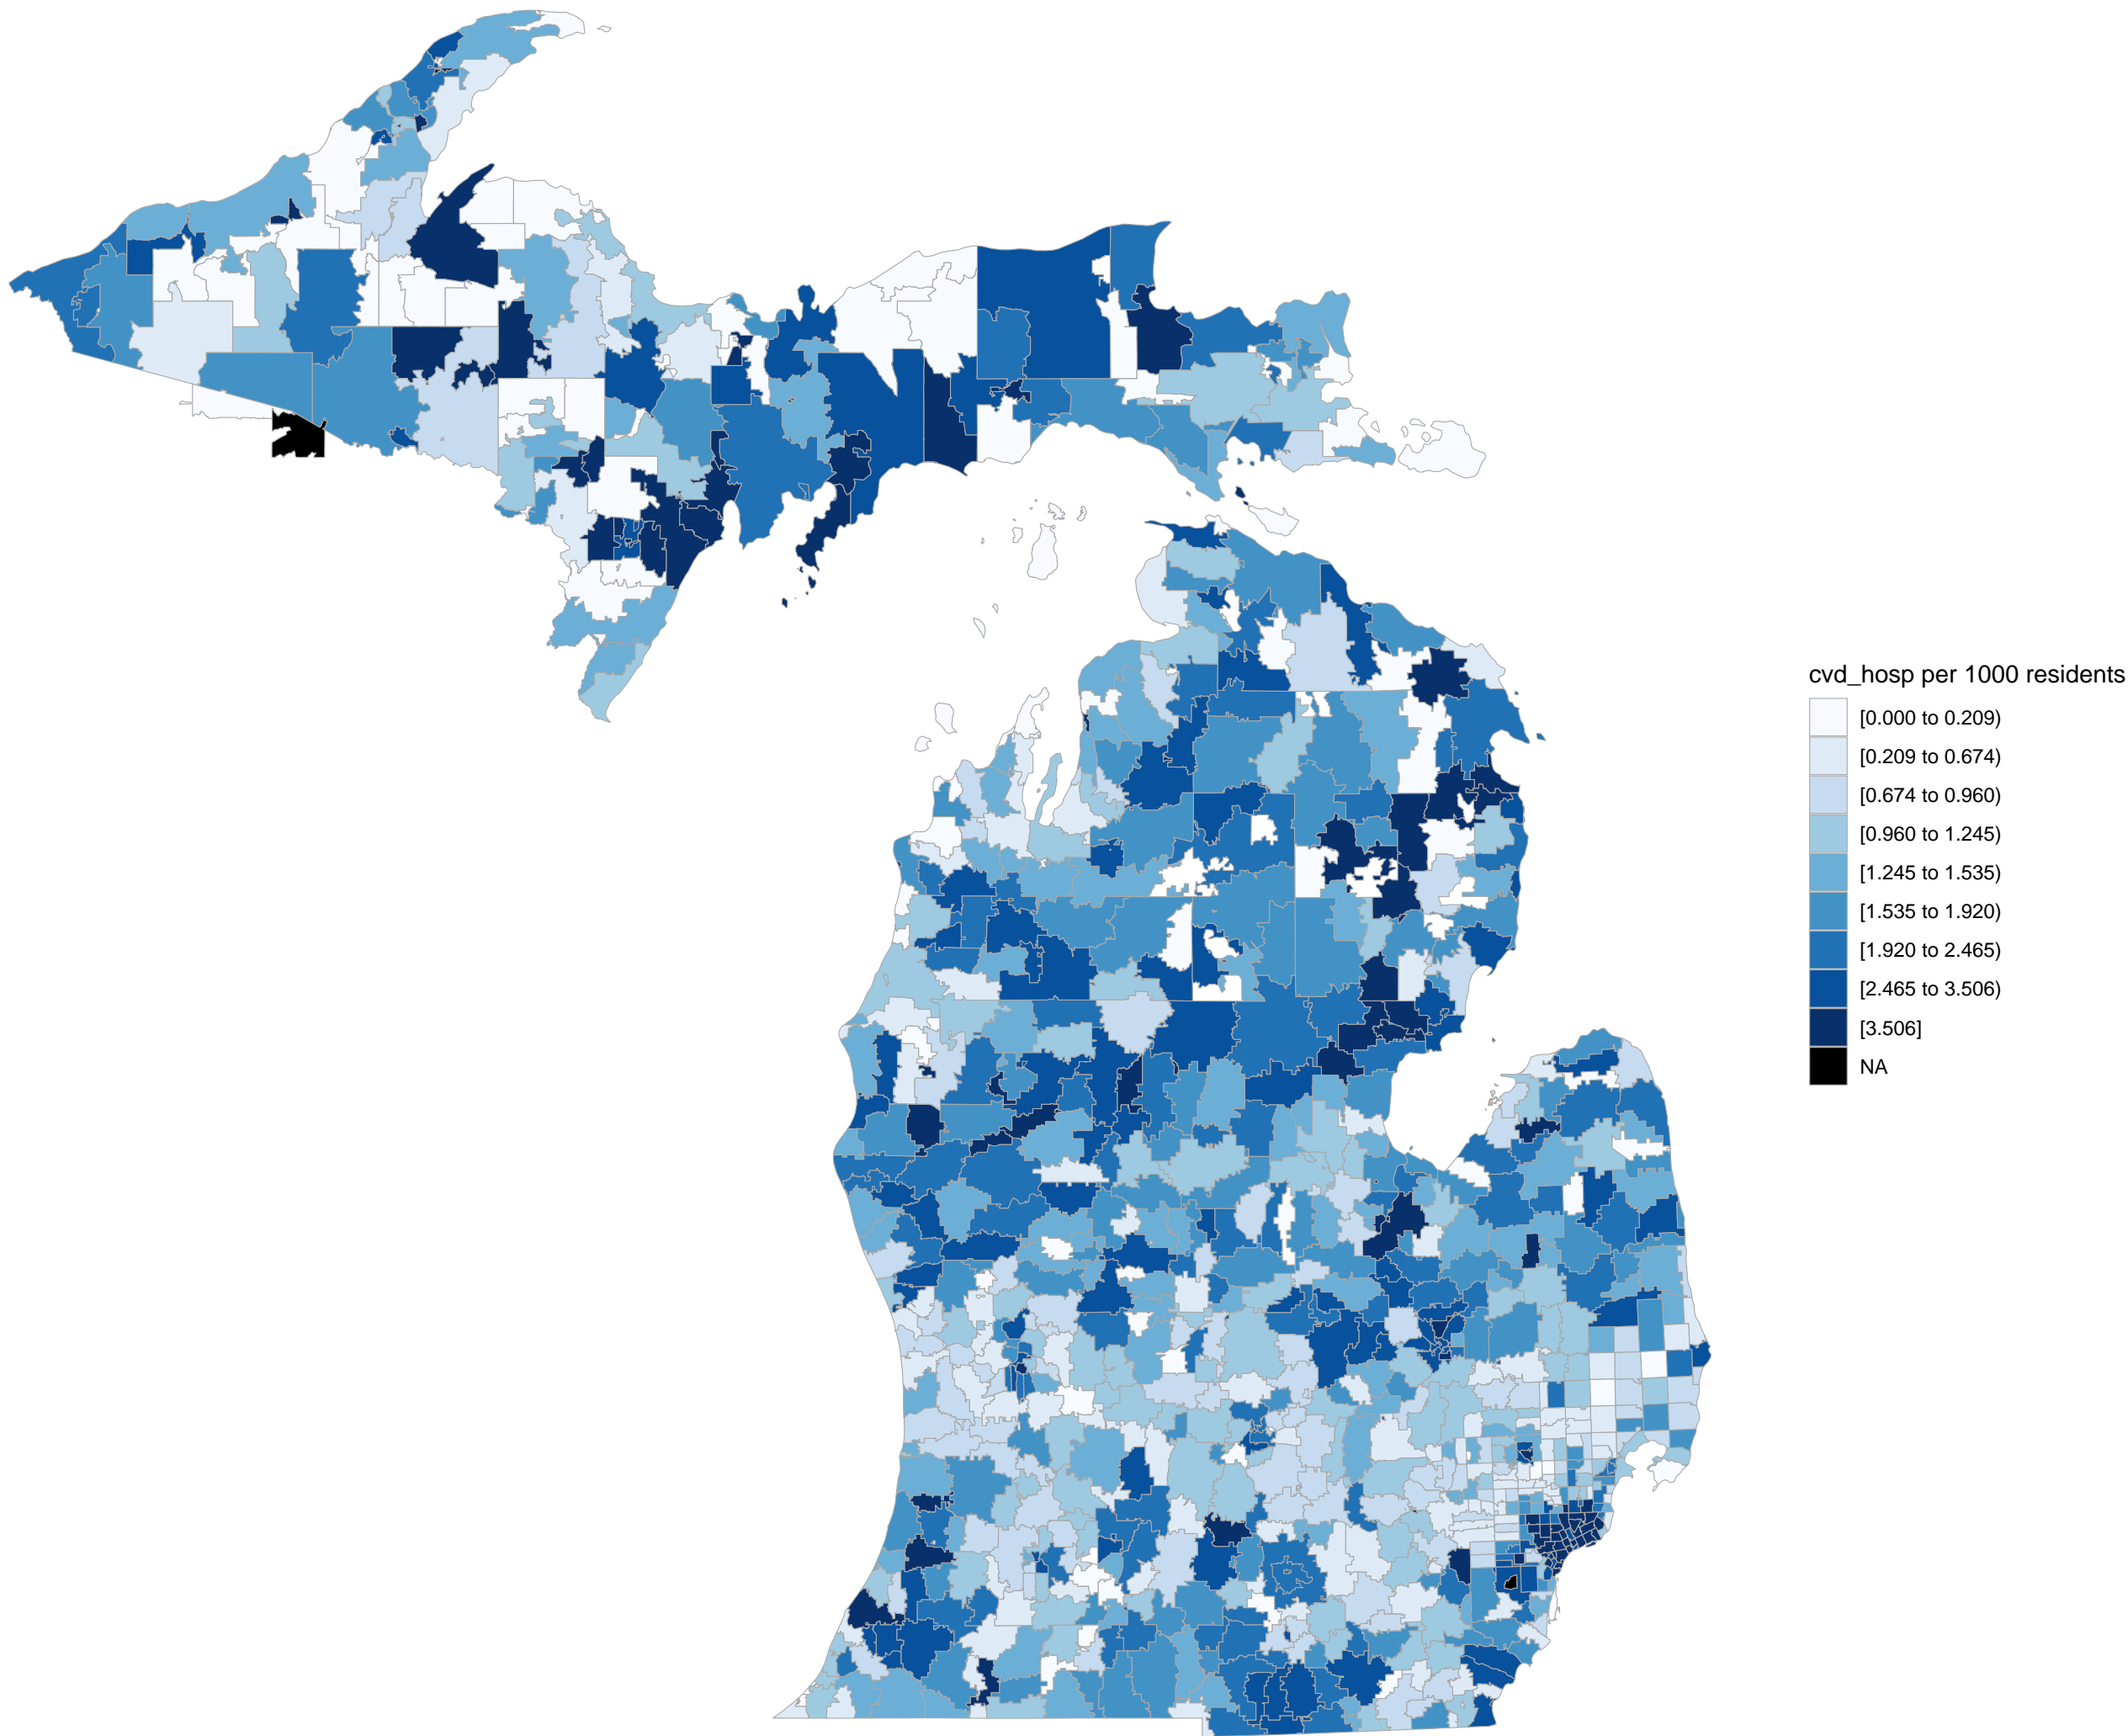 cvd_hosp per 1000 residents
[0.000 to 0.209)
[0.209 to 0.674)
[0.674 to 0.960)
[0.960 to 1.245)
[1.245 to 1.535)
[1.535 to 1.920)
[1.920 to 2.465)
[2.465 to 3.506)
[3.506]
NA